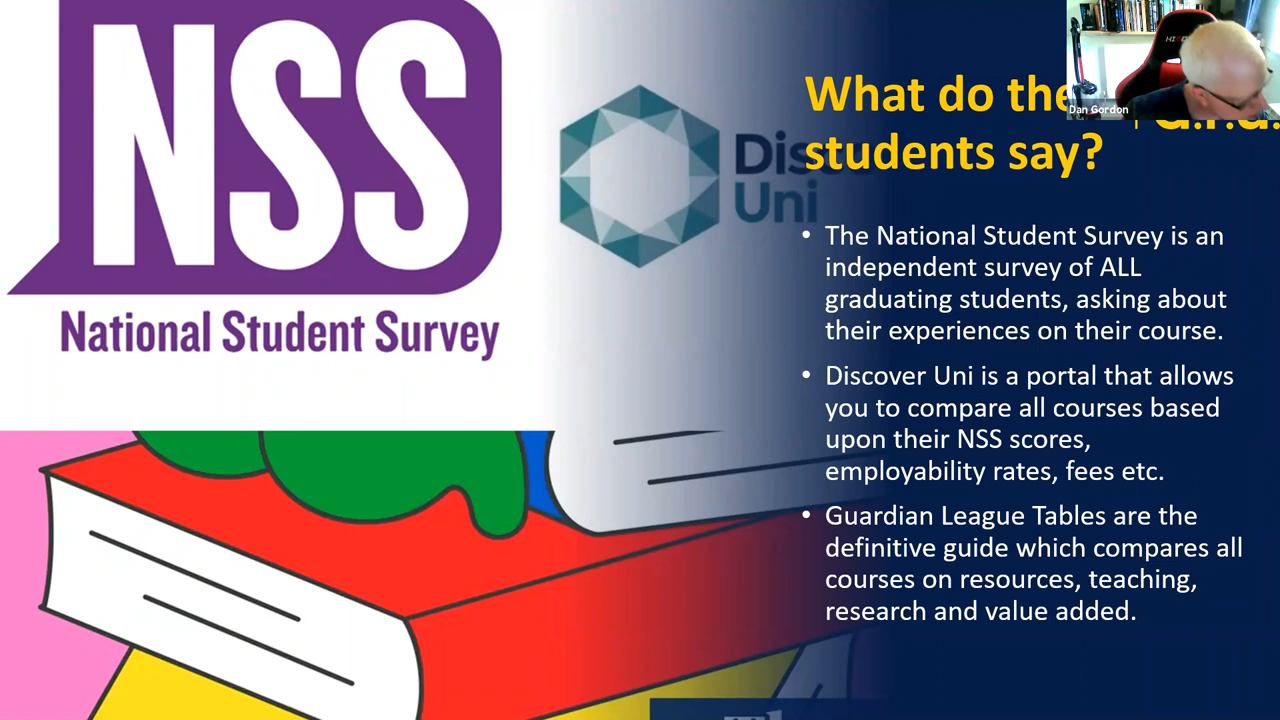 NSS
National Student Survey
Uni
What do the
students say?
Dan Gordon
• The National Student Survey is an
independent survey of ALL
graduating students, asking about
their experiences on their course.
• Discover Uni is a portal that allows
you to compare all courses based
upon their NSS scores,
employability rates, fees etc.
• Guardian League Tables are the
definitive guide which compares all
courses on resources, teaching,
research and value added.